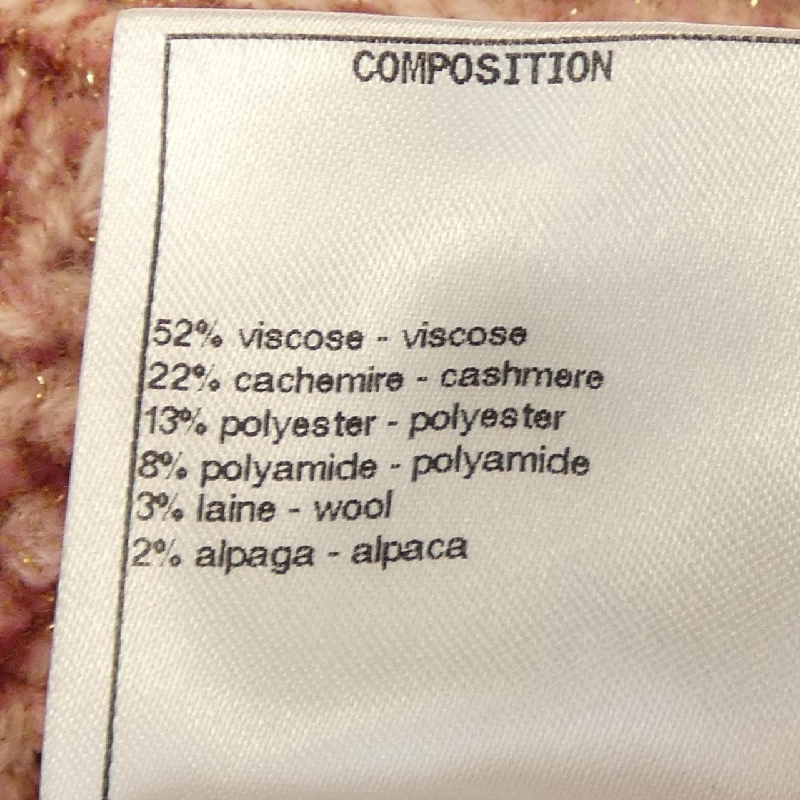 COMPOSITION
52% viscose - viscose
22% cachemire - cashmere
13% polyester - polyester
8% polyamide - polyamide
3% laine - wool
2% alpaga - alpaca